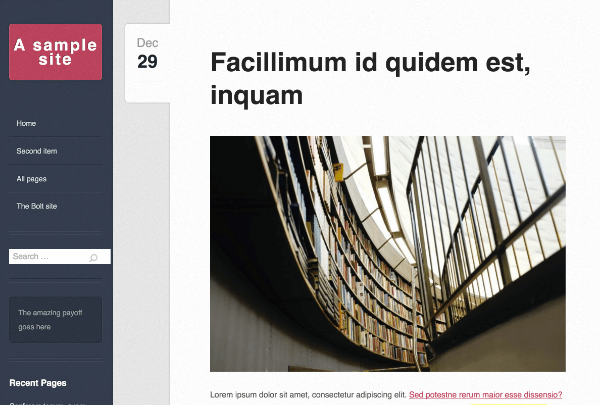 A sample
site
Home
Second item
All pages
The Bolt site
Search ...
The amazing payoff
goes here
Recent Pages
Dec
29
Facillimum id quidem est,
inquam
Lorem ipsum dolor sit amet, consectetur adipiscing elit. Sed potestne rerum maior esse dissensio?